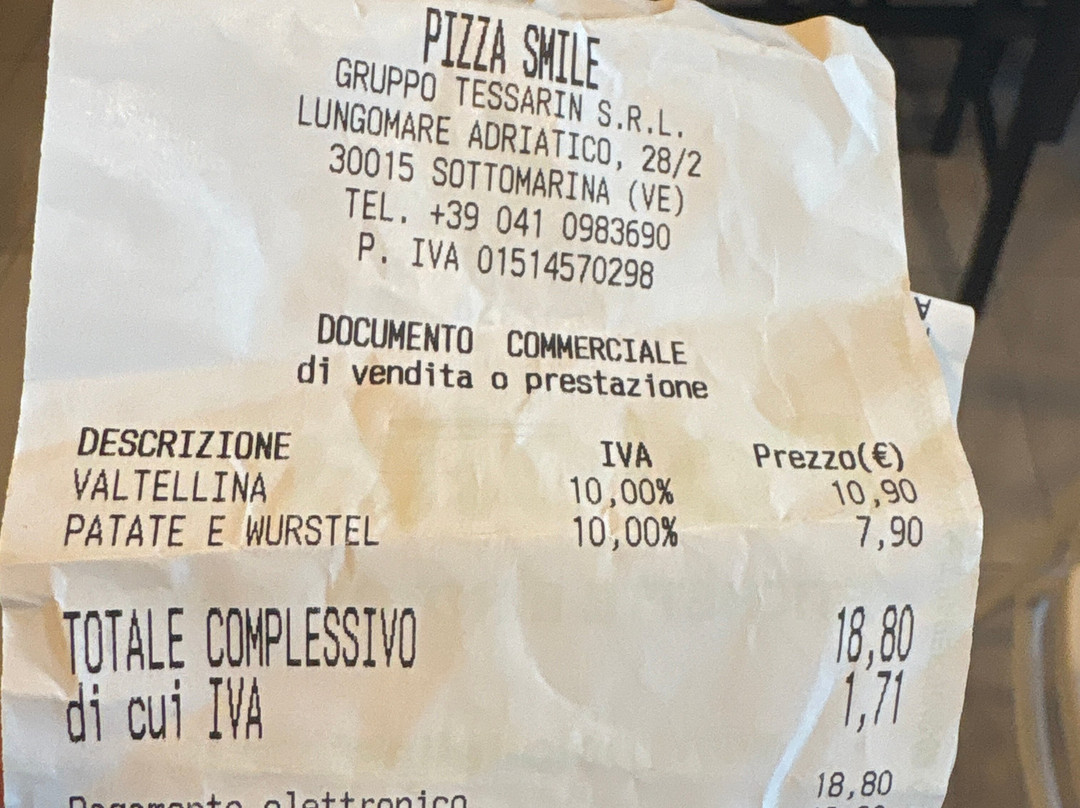 PIZZA SMILE
GRUPPO TESSARIN S.R.L.
LUNGOMARE ADRIATICO, 28/2
30015 SOTTOMARINA (VE)
TEL. +39 041 0983690
P. IVA 01514570298
DOCUMENTO COMMERCIALE
di vendita o prestazione
DESCRIZIONE IVA Prezzo(€)
VALTELLINA 10,00% 10,90
PATATE E WURSTEL 10,00% 7,90
TOTALE COMPLESSIVO 18,80
di cui IVA 1,71
Pagamento elettronico 18,80